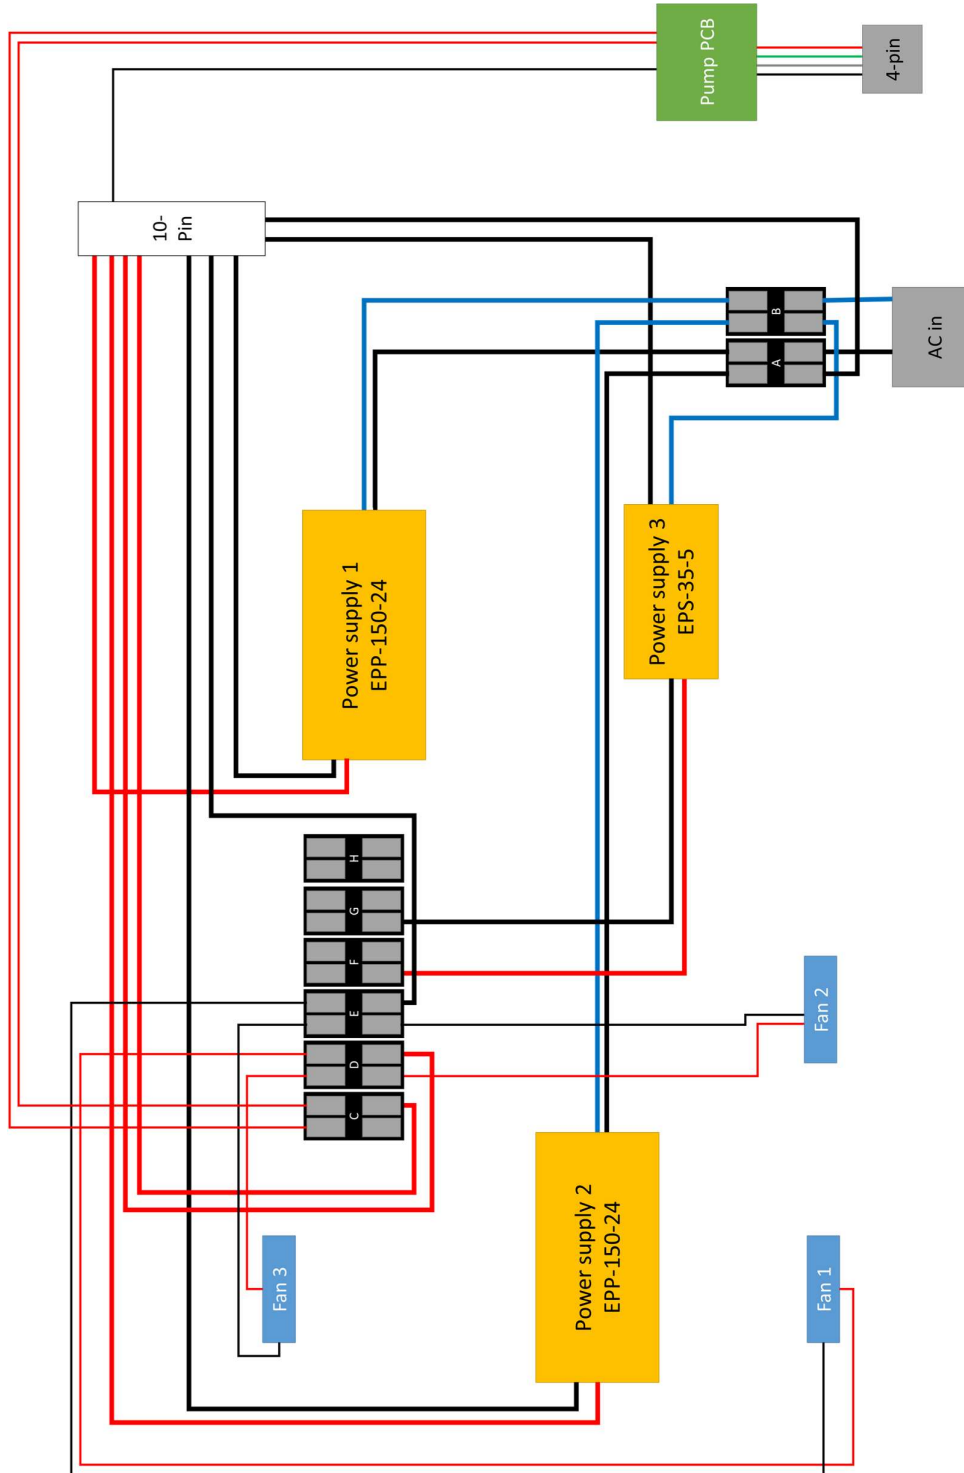 Pump PCB
4-pin
10-
Pin
B
A
AC in
Power supply 1
EPP-150-24
Power supply 3
EPS-35-5
H
G
F
E
D
C
Fan 2
Power supply 2
EPP-150-24
Fan 3
Fan 1